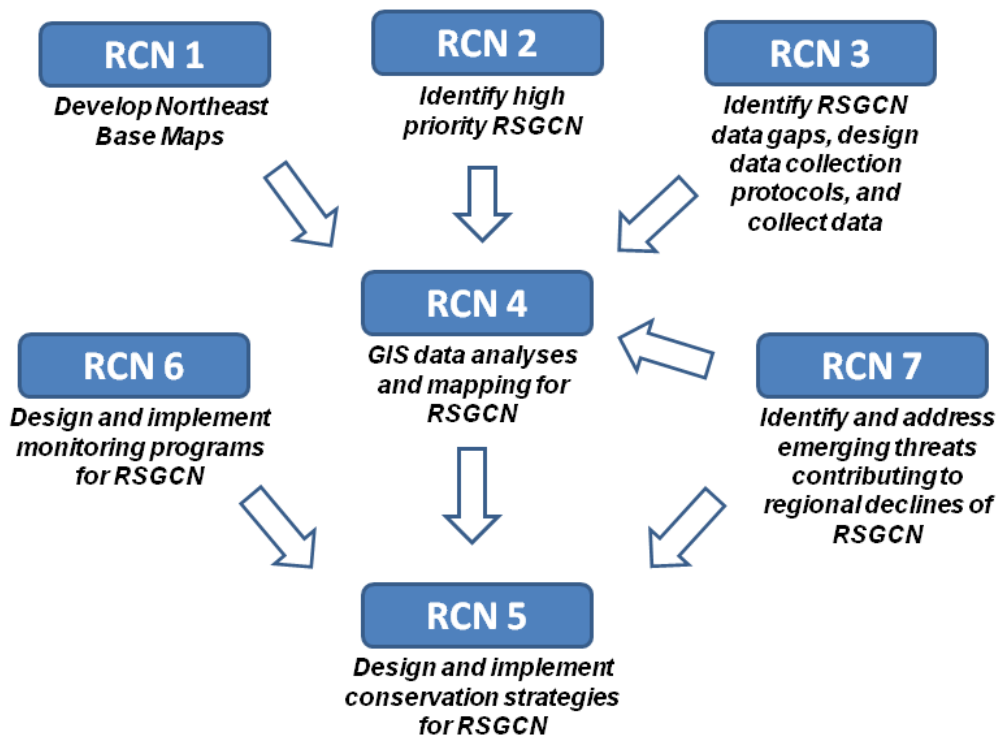 RCN 1
Develop Northeast
Base Maps
RCN 2
Identify high
priority RSGCN
RCN 3
Identify RSGCN
data gaps, design
data collection
protocols, and
collect data
RCN 4
GIS data analyses
and mapping for
RSGCN
RCN 6
Design and implement
monitoring programs
for RSGCN
RCN 7
Identify and address
emerging threats
contributing to
regional declines of
RSGCN
RCN 5
Design and implement
conservation strategies
for RSGCN